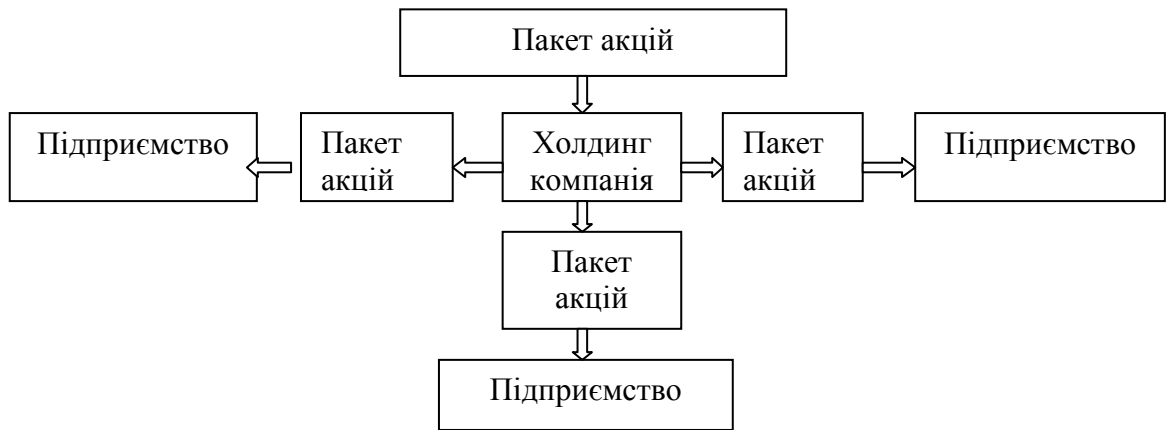 Пакет акцій
Підприємство
Пакет
акцій
Холдинг
компанія
Пакет
акцій
Підприємство
Пакет
акцій
Підприємство